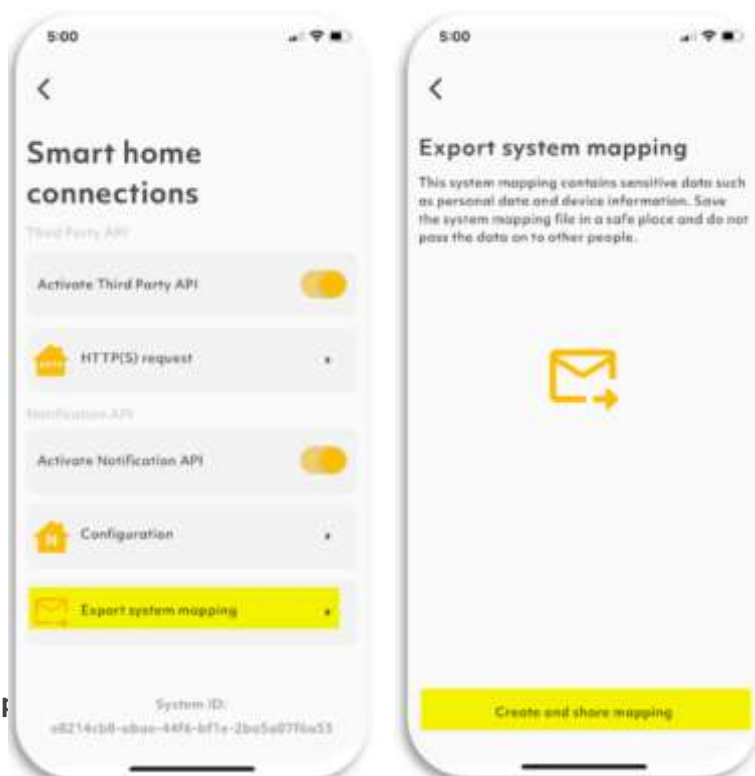 5:00
Smart home
connections
Third Party API
Activate Third Party API
HTTP(S) request
Notification API
Activate Notification API
Configuration
Export system mapping
System ID:
5:00
Export system mapping
This system mapping contains sensitive data such
as personal data and device information. Save
the system mapping file in a safe place and do not
pass the data on to other people.
Create and share mapping